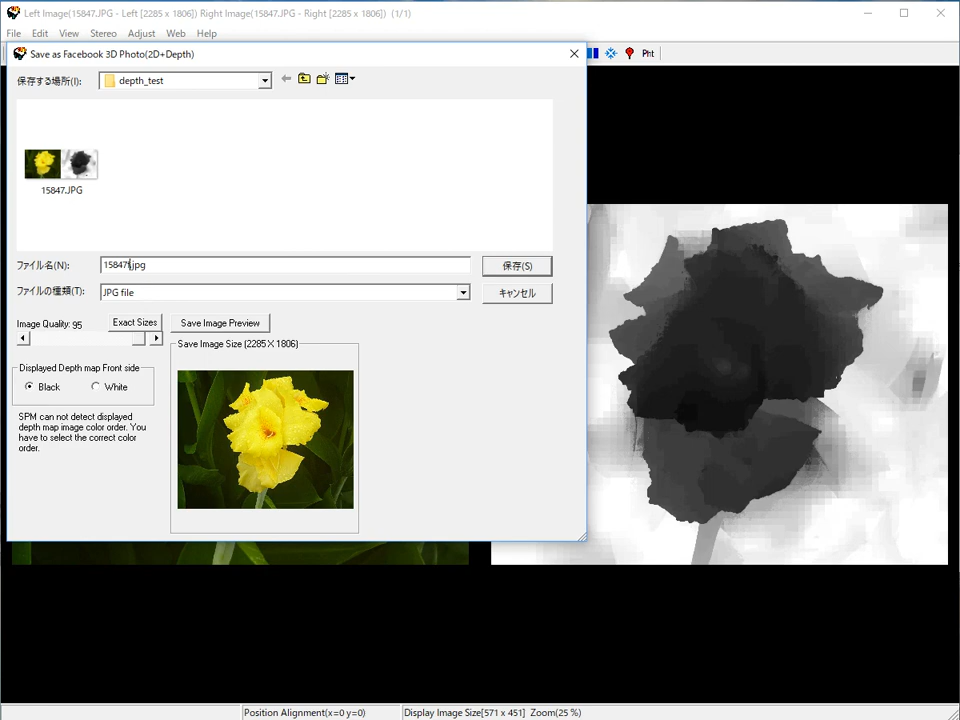 Left Image(15847.JPG - Left [2285 x 1806]) Right Image(15847.JPG - Right [2285 x 1806]) (1/1)
File Edit View Stereo Adjust Web Help
Save as Facebook 3D Photo(2D+Depth)
Pht
保存する場所(I):
depth_test
15847.JPG
ファイル名(N):
保存(S)
ファイルの種類(T):
JPG file
キャンセル
Image Quality: 95
Exact Sizes
Save Image Preview
Save Image Size (2285 X 1806)
Displayed Depth map Front side
Black
White
SPM can not detect displayed
depth map image color order. You
have to select the correct color
order.
Position Alignment(x=0 y=0)
Display Image Size[571 x 451] Zoom(25 %)